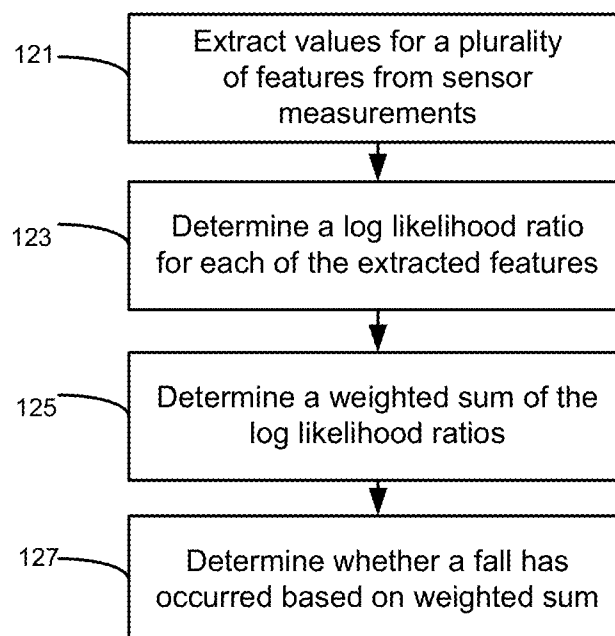 121
Extract values for a plurality
of features from sensor
measurements
123
Determine a log likelihood ratio
for each of the extracted features
125
Determine a weighted sum of the
log likelihood ratios
127
Determine whether a fall has
occurred based on weighted sum